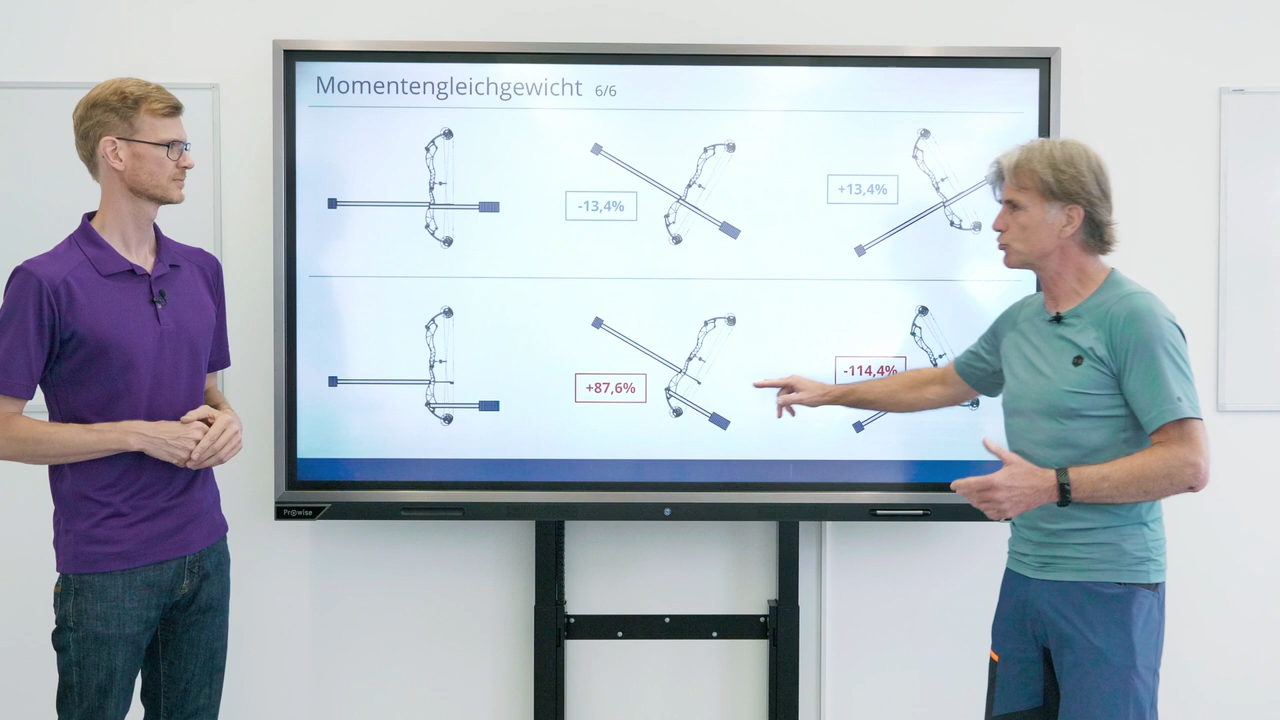 Momentengleichgewicht 6/6
-13,4%
+13,4%
+87,6%
-114,4%
Prowise